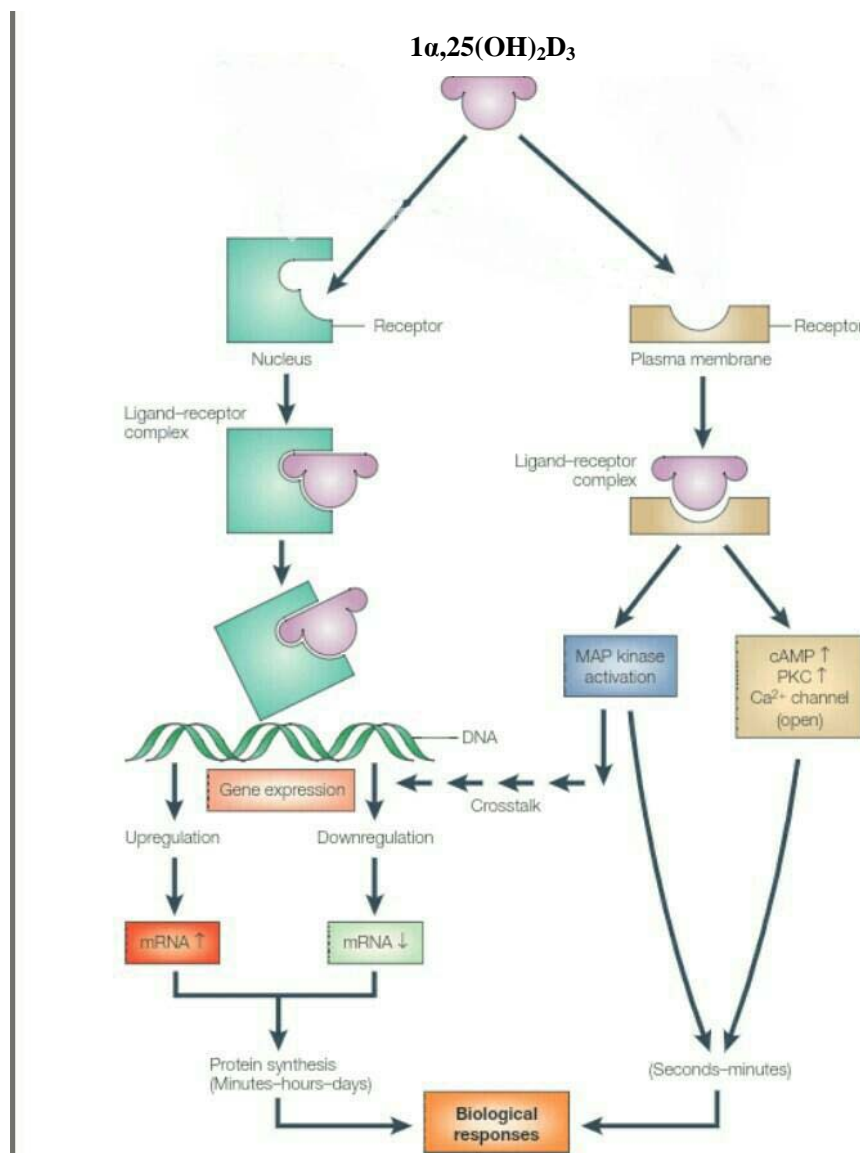 1α,25(OH)₂D₃
Receptor
Nucleus
Receptor
Plasma membrane
Ligand–receptor
complex
Ligand–receptor
complex
MAP kinase
activation
cAMP ↑
PKC ↑
Ca²⁺ channel
(open)
DNA
Gene expression
Crosstalk
Upregulation
Downregulation
mRNA ↑
mRNA ↓
Protein synthesis
(Minutes–hours–days)
(Seconds–minutes)
Biological
responses